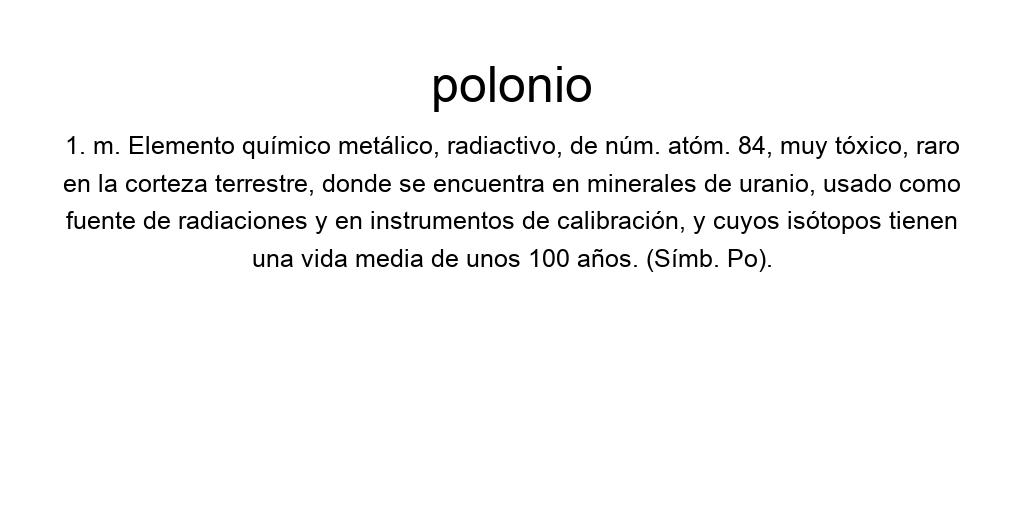 polonio
1. m. Elemento químico metálico, radiactivo, de núm. atóm. 84, muy tóxico, raro
en la corteza terrestre, donde se encuentra en minerales de uranio, usado como
fuente de radiaciones y en instrumentos de calibración, y cuyos isótopos tienen
una vida media de unos 100 años. (Símb. Po).